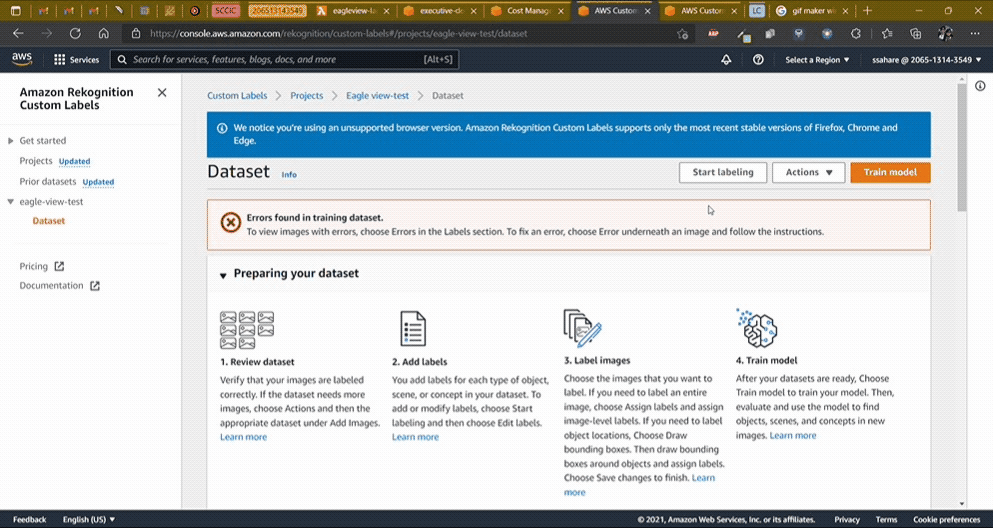 SCCIC
206513143549
eagleview-la
executive-de
Cost Manag
AWS Custom
AWS Custom
LC
gif maker wi
https://console.aws.amazon.com/rekognition/custom-labels#/projects/eagle-view-test/dataset
aws
Services
Search for services, features, blogs, docs, and more
[Alt+S]
Select a Region
ssahare @ 2065-1314-3549
Amazon Rekognition
Custom Labels
Get started
Projects Updated
Prior datasets Updated
eagle-view-test
Dataset
Pricing
Documentation
Custom Labels
Projects
Eagle view-test
Dataset
We notice you're using an unsupported browser version. Amazon Rekognition Custom Labels supports only the most recent stable versions of Firefox, Chrome and
Edge.
Dataset Info
Start labeling
Actions
Train model
Errors found in training dataset.
To view images with errors, choose Errors in the Labels section. To fix an error, choose Error underneath an image and follow the instructions.
Preparing your dataset
1. Review dataset
Verify that your images are labeled
correctly. If the dataset needs more
images, choose Actions and then the
appropriate dataset under Add Images.
Learn more
2. Add labels
You add labels for each type of object,
scene, or concept in your dataset. To
add or modify labels, choose Start
labeling and then choose Edit labels.
Learn more
3. Label images
Choose the images that you want to
label. If you need to label an entire
image, choose Assign labels and assign
image-level labels. If you need to label
object locations, Choose Draw
bounding boxes. Then draw bounding
boxes around objects and assign labels.
Choose Save changes to finish. Learn
more
4. Train model
After your datasets are ready, Choose
Train model to train your model. Then,
evaluate and use the model to find
objects, scenes, and concepts in new
images. Learn more
Feedback
English (US)
© 2021, Amazon Web Services, Inc. or its affiliates.
Privacy
Terms
Cookie preferences